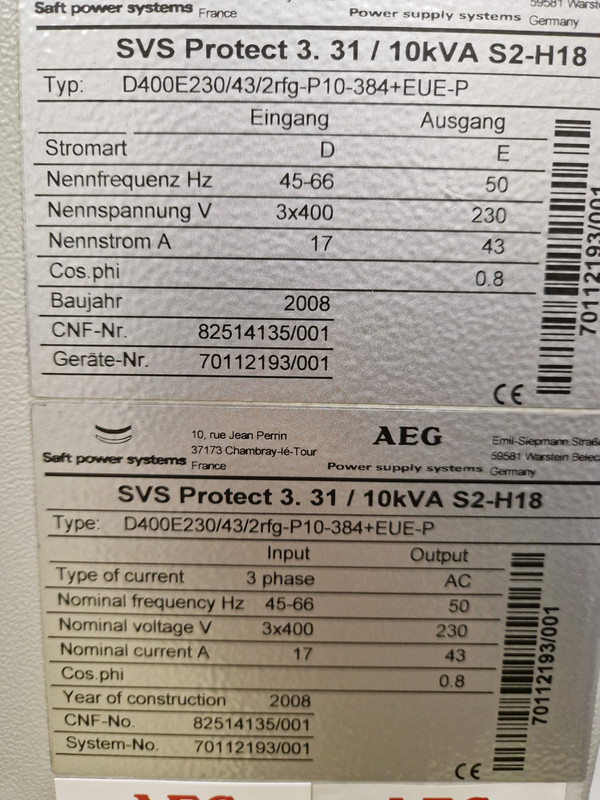 Saft power systems France
Power supply systems Germany
SVS Protect 3. 31 / 10kVA S2-H18
Typ: D400E230/43/2rfg-P10-384+EUE-P
Eingang Ausgang
Stromart D E
Nennfrequenz Hz 45-66 50
Nennspannung V 3x400 230
Nennstrom A 17 43
Cos.phi 0.8
Baujahr 2008
CNF-Nr. 82514135/001
Geräte-Nr. 70112193/001
70112193/001
CE
10, rue Jean Perrin
37173 Chambray-lé-Tour
Saft power systems France
AEG
Power supply systems
Emil-Siepmann Straß
59581 Warstein Belec
Germany
SVS Protect 3. 31 / 10kVA S2-H18
Type: D400E230/43/2rfg-P10-384+EUE-P
Input Output
Type of current 3 phase AC
Nominal frequency Hz 45-66 50
Nominal voltage V 3x400 230
Nominal current A 17 43
Cos.phi 0.8
Year of construction 2008
CNF-No. 82514135/001
System-No. 70112193/001
70112193/001
CE
AEG AEG